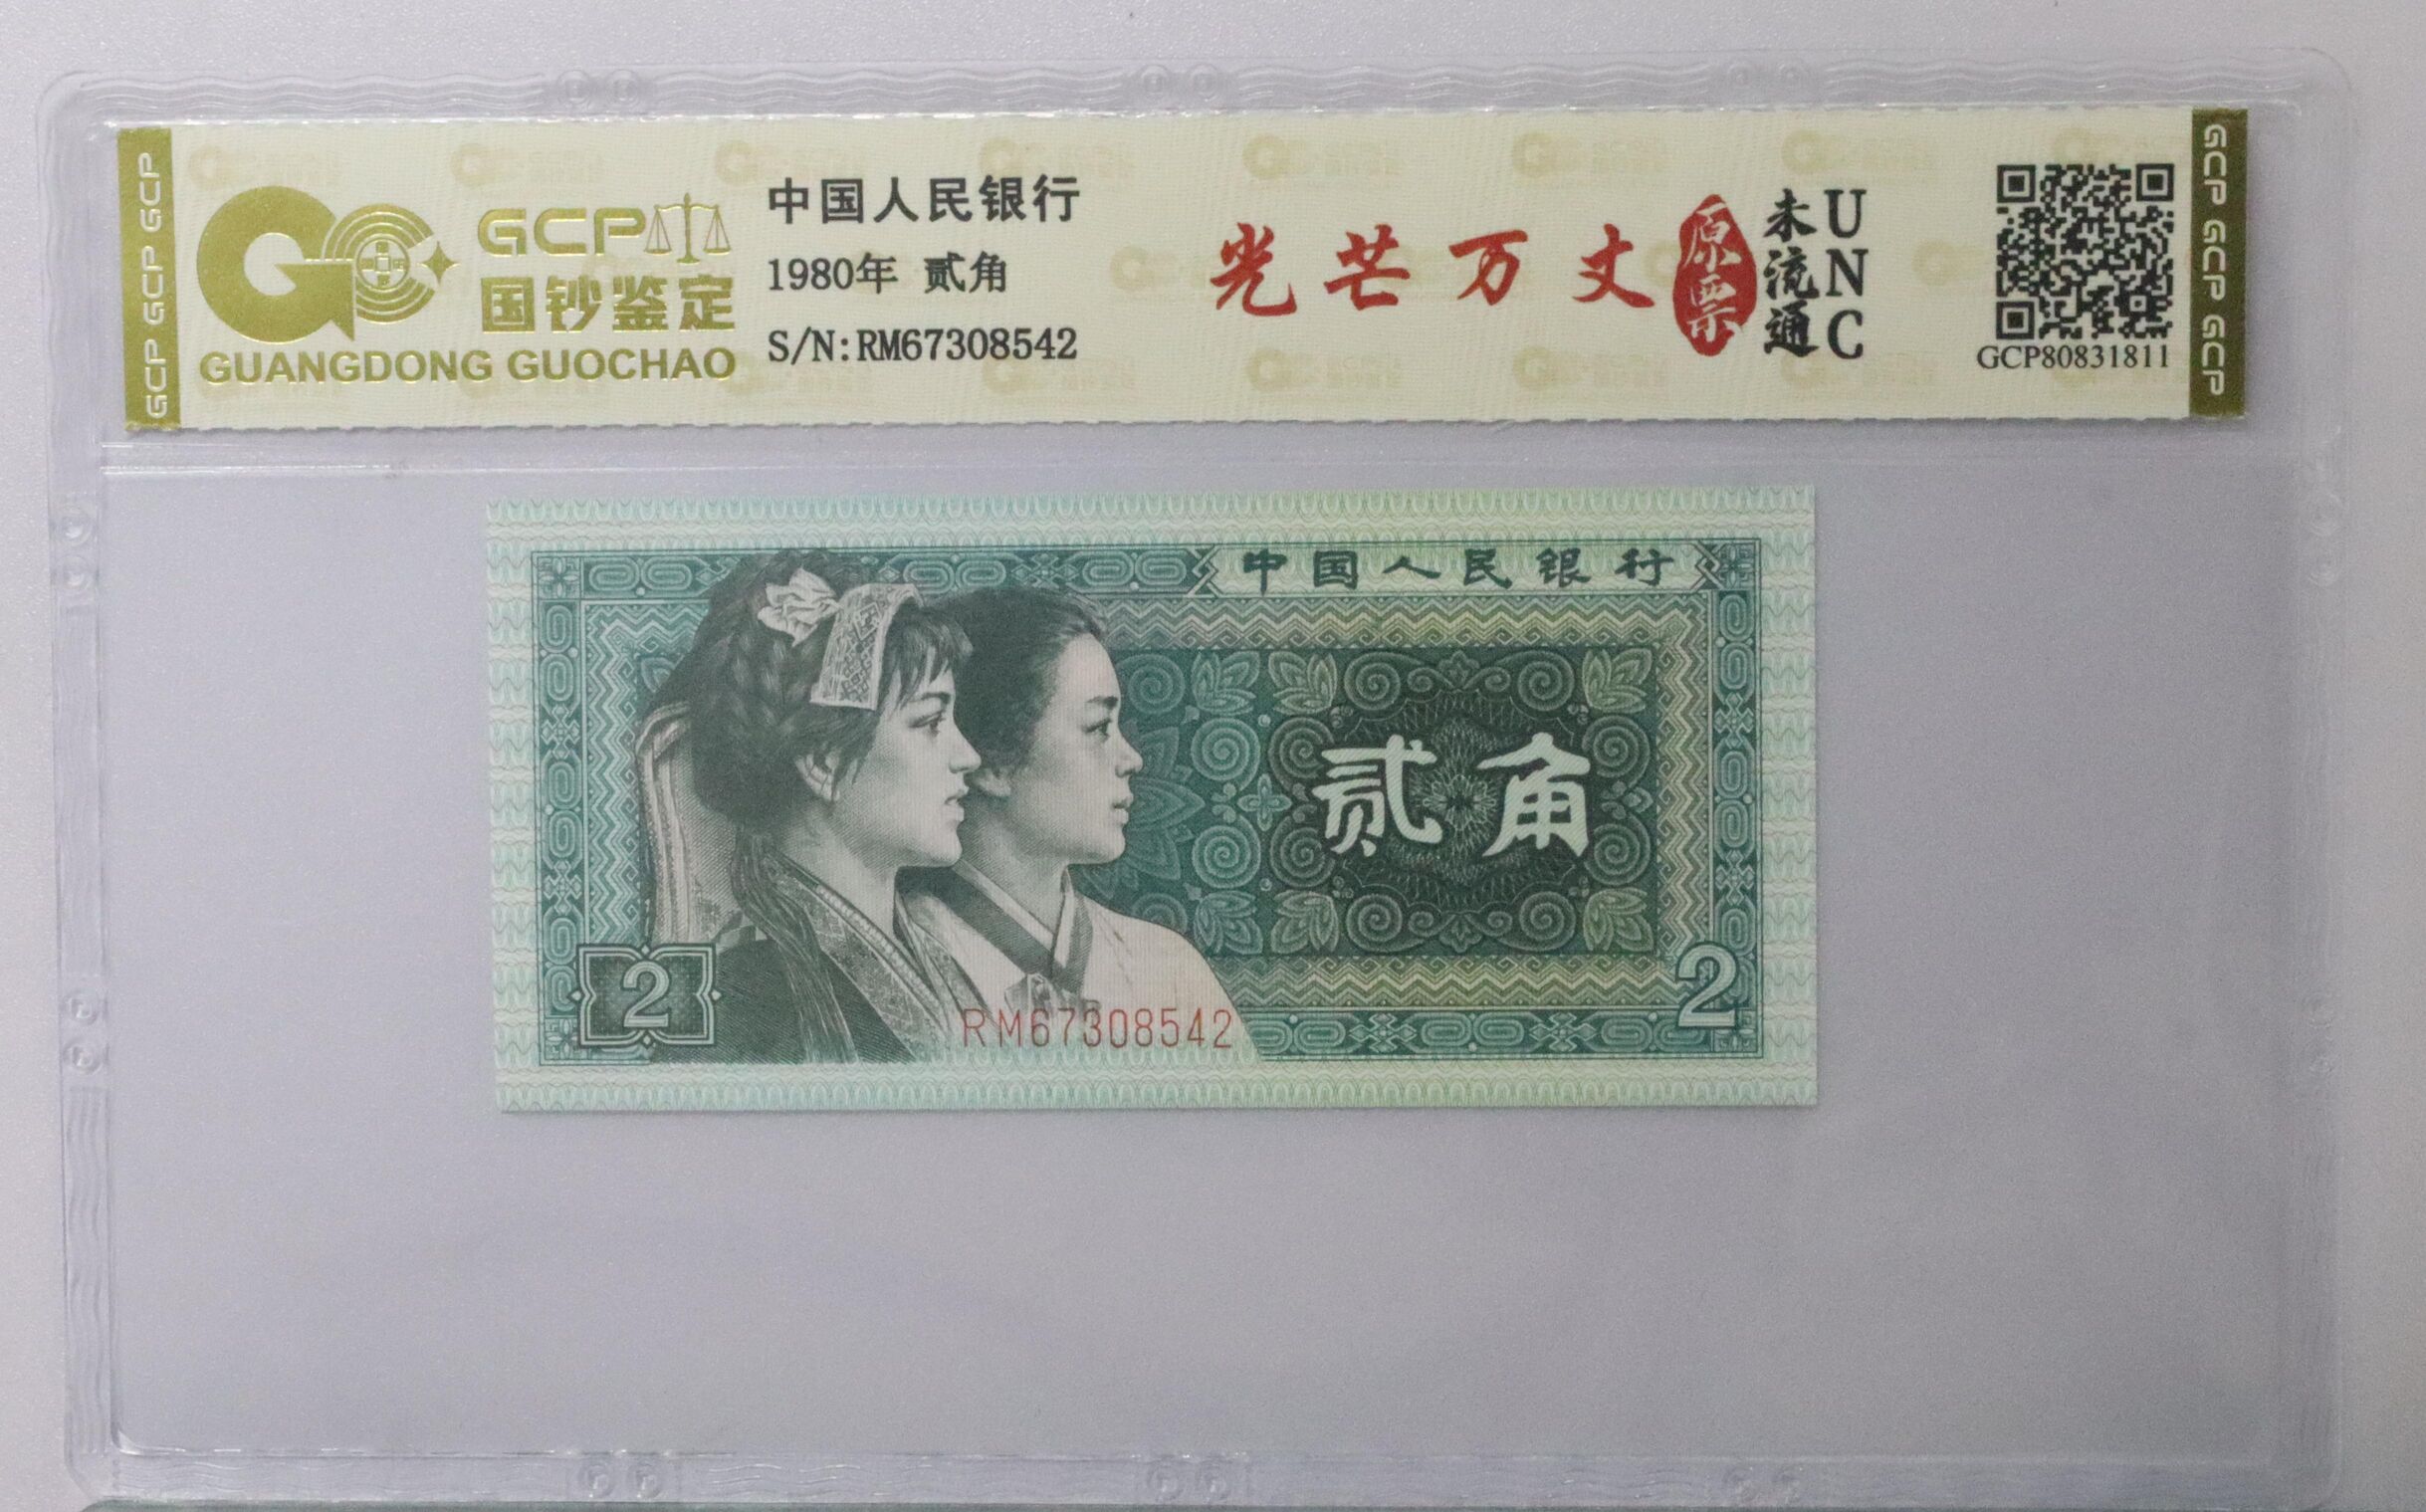 GCP GCP GCP
GCP
国钞鉴定
GUANGDONG GUOCHAO
中国人民银行
1980年 贰角
S/N:RM67308542
光芒万丈
原票
未流通
UNC
GCP80831811
GCP GCP GCP
中国人民银行
贰角
2
RM67308542
2